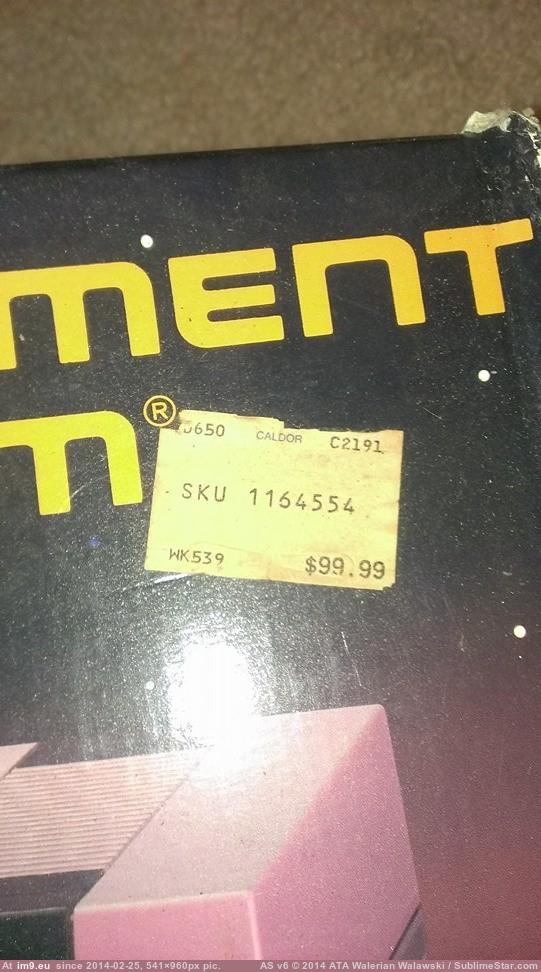 MENT
M®
CALDOR C2191
SKU 1164554
WK539 $99.99
At im9.eu since 2014-02-25, 541×960px pic. AS v6 © 2014 ATA Walerian Walawski / SublimeStar.com